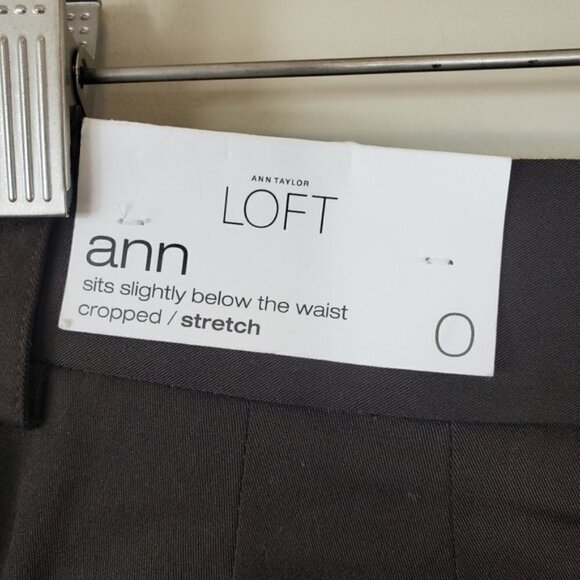 ANN TAYLOR
LOFT
ann
sits slightly below the waist
cropped / stretch
0